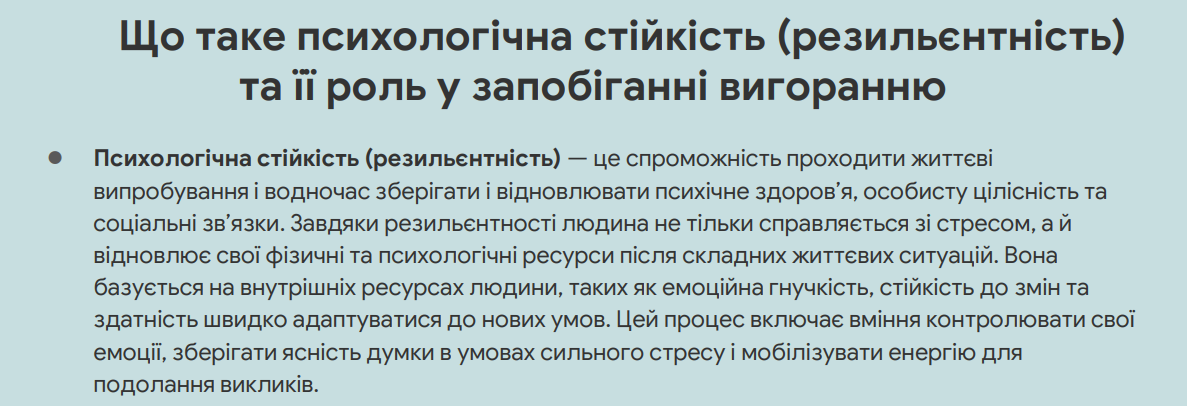 Що таке психологічна стійкість (резильєнтність)
та її роль у запобіганні вигоранню
● Психологічна стійкість (резильєнтність) — це спроможність проходити життєві
випробування і водночас зберігати і відновлювати психічне здоров’я, особисту цілісність та
соціальні зв’язки. Завдяки резильєнтності людина не тільки справляється зі стресом, а й
відновлює свої фізичні та психологічні ресурси після складних життєвих ситуацій. Вона
базується на внутрішніх ресурсах людини, таких як емоційна гнучкість, стійкість до змін та
здатність швидко адаптуватися до нових умов. Цей процес включає вміння контролювати свої
емоції, зберігати ясність думки в умовах сильного стресу і мобілізувати енергію для
подолання викликів.